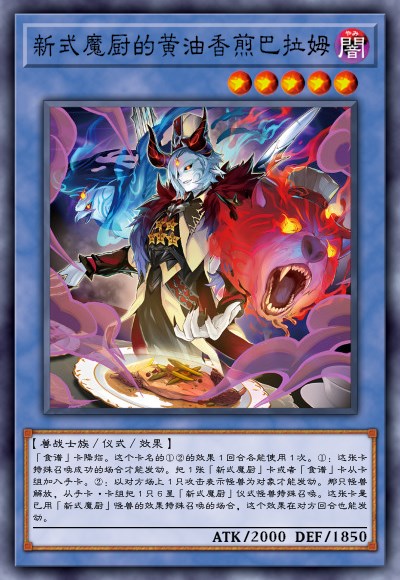 新式魔厨的黄油香煎巴拉姆
やみ
闇
【兽战士族/仪式/效果】
「食谱」卡降临。这个卡名的①②的效果1回合各能使用1次。①:这张卡
特殊召唤成功的场合才能发动。把1张「新式魔厨」卡或者「食谱」卡从卡
组加入手卡。②:以对方场上1只攻击表示怪兽为对象才能发动。那只怪兽
解放,从手卡·卡组把1只6星「新式魔厨」仪式怪兽特殊召唤。这张卡是
已用「新式魔厨」怪兽的效果特殊召唤的场合,这个效果在对方回合也能发
动。
ATK/2000 DEF/1850